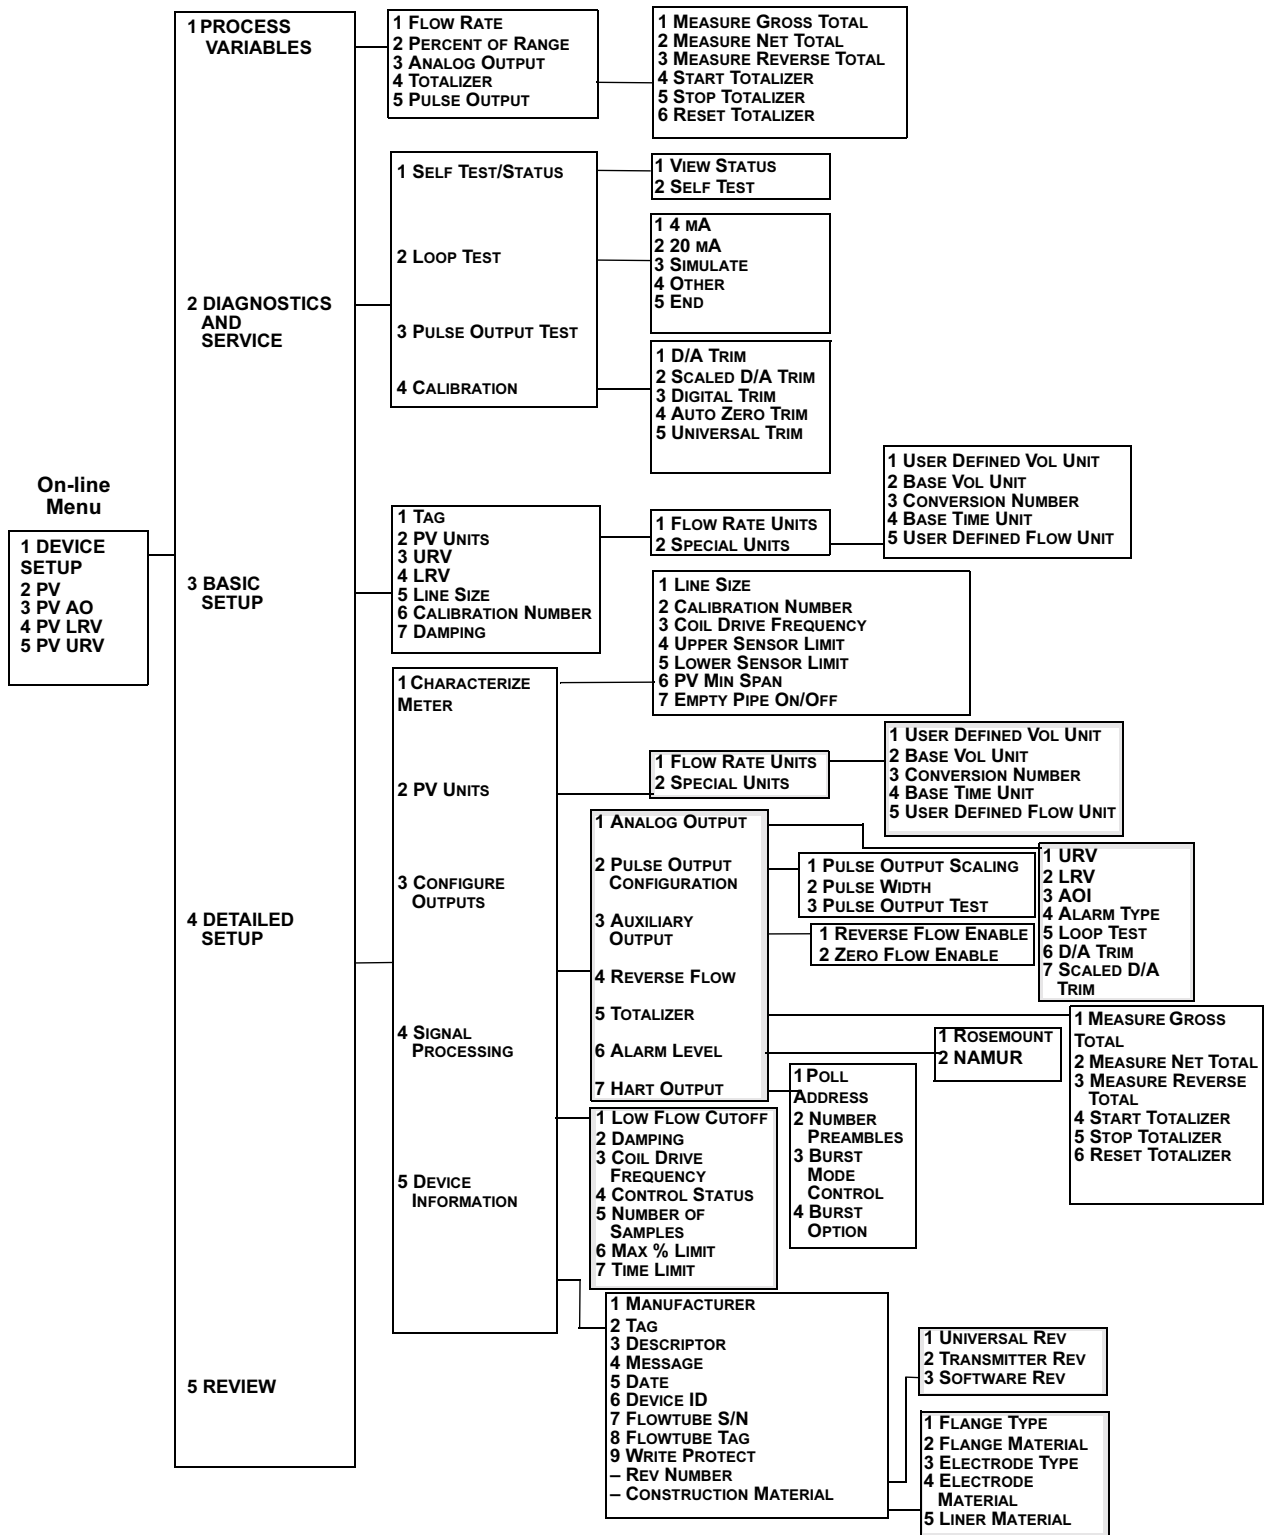 On-line
Menu
1 DEVICE
SETUP
2 PV
3 PV AO
4 PV LRV
5 PV URV
1 PROCESS
VARIABLES
2 DIAGNOSTICS
AND
SERVICE
3 BASIC
SETUP
4 DETAILED
SETUP
5 REVIEW
1 FLOW RATE
2 PERCENT OF RANGE
3 ANALOG OUTPUT
4 TOTALIZER
5 PULSE OUTPUT
1 MEASURE GROSS TOTAL
2 MEASURE NET TOTAL
3 MEASURE REVERSE TOTAL
4 START TOTALIZER
5 STOP TOTALIZER
6 RESET TOTALIZER
1 SELF TEST/STATUS
2 LOOP TEST
3 PULSE OUTPUT TEST
4 CALIBRATION
1 VIEW STATUS
2 SELF TEST
1 4 MA
2 20 MA
3 SIMULATE
4 OTHER
5 END
1 D/A TRIM
2 SCALED D/A TRIM
3 DIGITAL TRIM
4 AUTO ZERO TRIM
5 UNIVERSAL TRIM
1 TAG
2 PV UNITS
3 URV
4 LRV
5 LINE SIZE
6 CALIBRATION NUMBER
7 DAMPING
1 FLOW RATE UNITS
2 SPECIAL UNITS
1 USER DEFINED VOL UNIT
2 BASE VOL UNIT
3 CONVERSION NUMBER
4 BASE TIME UNIT
5 USER DEFINED FLOW UNIT
1 CHARACTERIZE
METER
2 PV UNITS
3 CONFIGURE
OUTPUTS
4 SIGNAL
PROCESSING
5 DEVICE
INFORMATION
1 LINE SIZE
2 CALIBRATION NUMBER
3 COIL DRIVE FREQUENCY
4 UPPER SENSOR LIMIT
5 LOWER SENSOR LIMIT
6 PV MIN SPAN
7 EMPTY PIPE ON/OFF
1 FLOW RATE UNITS
2 SPECIAL UNITS
1 USER DEFINED VOL UNIT
2 BASE VOL UNIT
3 CONVERSION NUMBER
4 BASE TIME UNIT
5 USER DEFINED FLOW UNIT
1 ANALOG OUTPUT
2 PULSE OUTPUT
CONFIGURATION
3 AUXILIARY
OUTPUT
4 REVERSE FLOW
5 TOTALIZER
6 ALARM LEVEL
7 HART OUTPUT
1 URV
2 LRV
3 AOI
4 ALARM TYPE
5 LOOP TEST
6 D/A TRIM
7 SCALED D/A
TRIM
1 PULSE OUTPUT SCALING
2 PULSE WIDTH
3 PULSE OUTPUT TEST
1 REVERSE FLOW ENABLE
2 ZERO FLOW ENABLE
1 MEASURE GROSS
TOTAL
2 MEASURE NET TOTAL
3 MEASURE REVERSE
TOTAL
4 START TOTALIZER
5 STOP TOTALIZER
6 RESET TOTALIZER
1 ROSEMOUNT
2 NAMUR
1 POLL
ADDRESS
2 NUMBER
PREAMBLES
3 BURST
MODE
CONTROL
4 BURST
OPTION
1 LOW FLOW CUTOFF
2 DAMPING
3 COIL DRIVE
FREQUENCY
4 CONTROL STATUS
5 NUMBER OF
SAMPLES
6 MAX % LIMIT
7 TIME LIMIT
1 MANUFACTURER
2 TAG
3 DESCRIPTOR
4 MESSAGE
5 DATE
6 DEVICE ID
7 FLOWTUBE S/N
8 FLOWTUBE TAG
9 WRITE PROTECT
– REV NUMBER
– CONSTRUCTION MATERIAL
1 UNIVERSAL REV
2 TRANSMITTER REV
3 SOFTWARE REV
1 FLANGE TYPE
2 FLANGE MATERIAL
3 ELECTRODE TYPE
4 ELECTRODE
MATERIAL
5 LINER MATERIAL